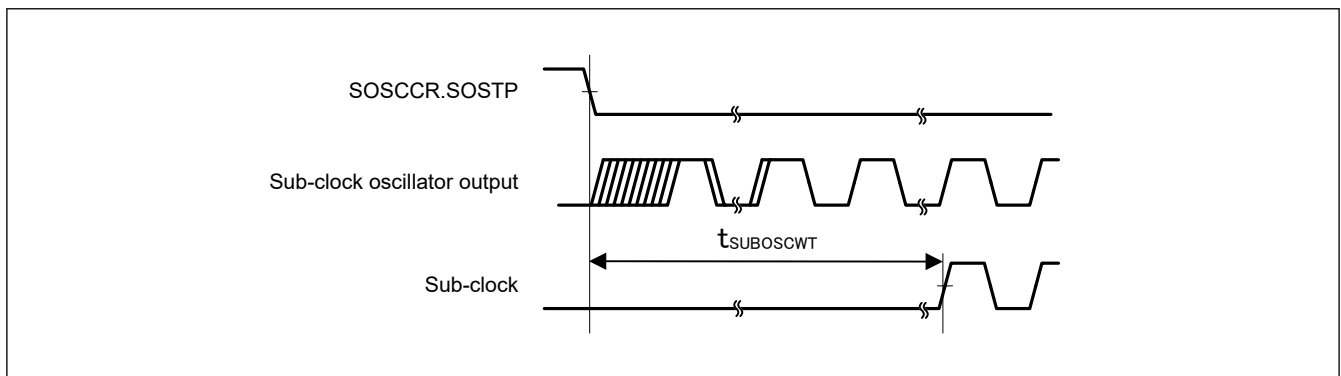 SOSCCR.SOSTP
Sub-clock oscillator output
tSUBOSCWT
Sub-clock